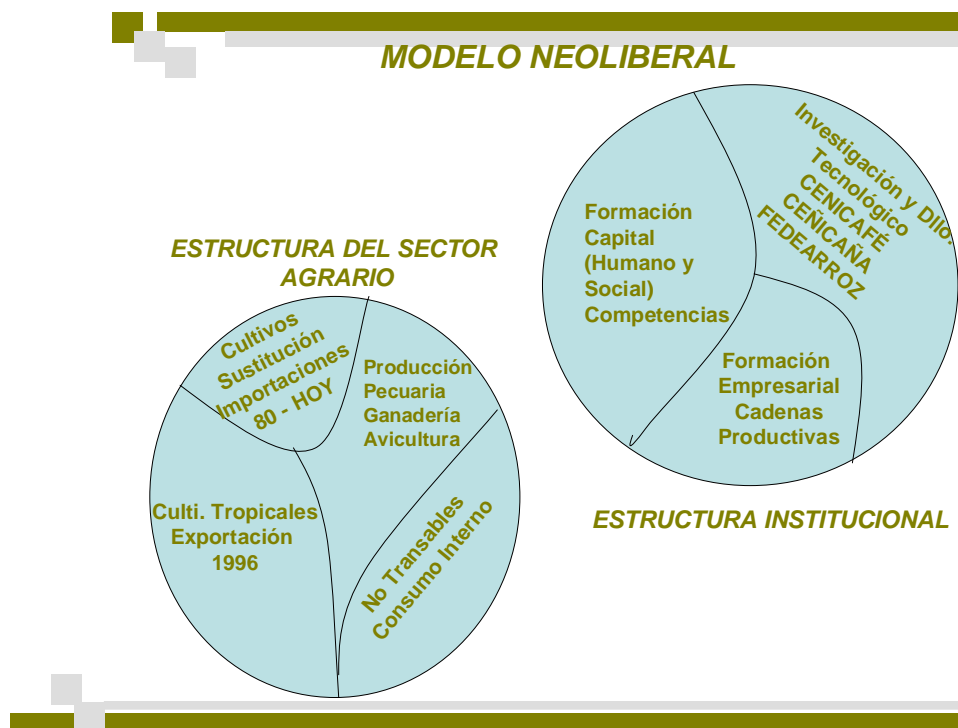 MODELO NEOLIBERAL
ESTRUCTURA DEL SECTOR
AGRARIO
Cultivos
Sustitución
Importaciones
80 - HOY
Producción
Pecuaria
Ganadería
Avicultura
Culti. Tropicales
Exportación
1996
No Transables
Consumo Interno
Formación
Capital
(Humano y
Social)
Competencias
Investigación y Dllo.
Tecnológico
CENICAFÉ
CEÑICAÑA
FEDEARROZ
Formación
Empresarial
Cadenas
Productivas
ESTRUCTURA INSTITUCIONAL